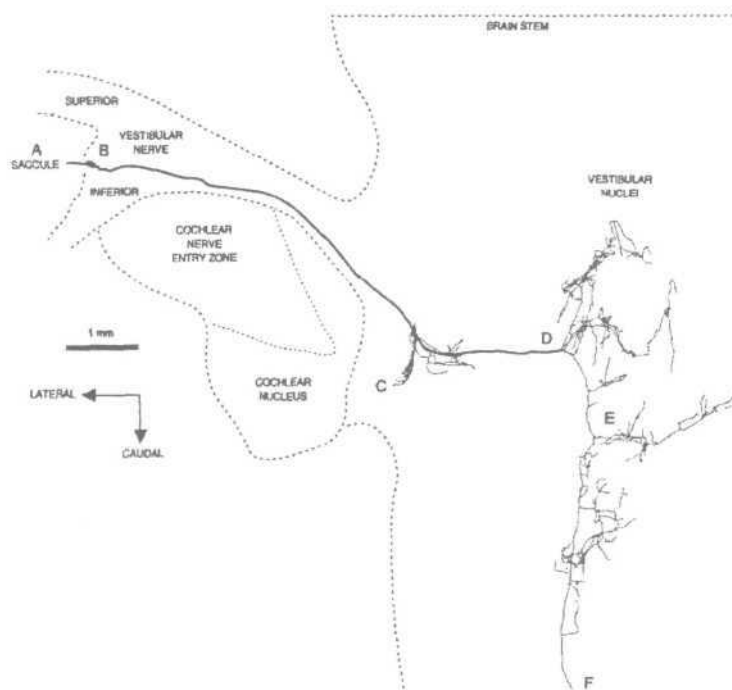 BRAIN STEM
SUPERIOR
A
SACCULE
B
VESTIBULAR
NERVE
INFERIOR
VESTIBULAR
NUCLEI
COCHLEAR
NERVE
ENTRY ZONE
1 mm
D
C
LATERAL
COCHLEAR
NUCLEUS
E
CAUDAL
F